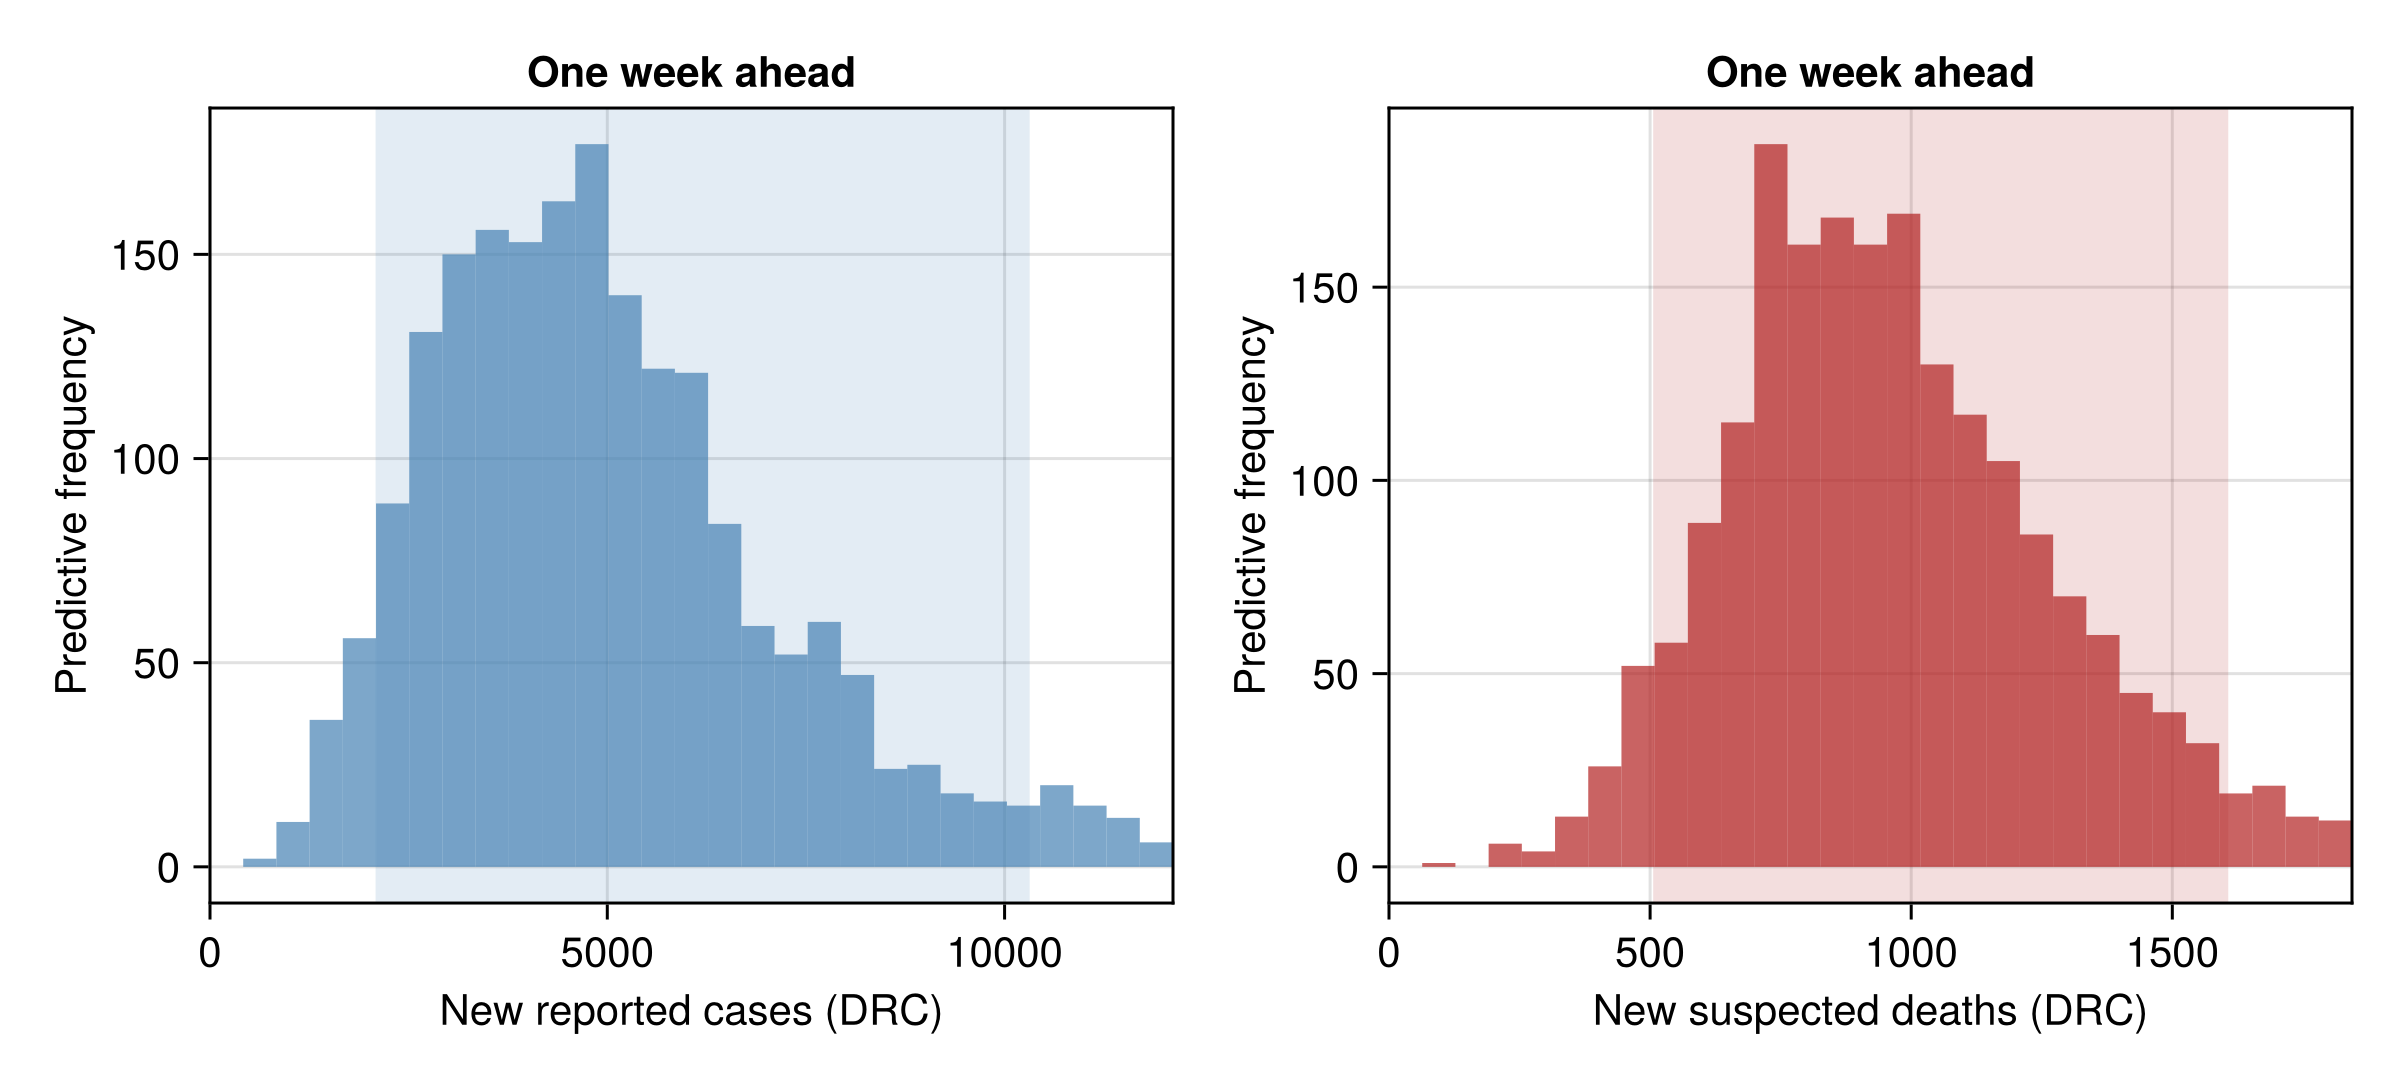 One week ahead
Predictive frequency
150
100
50
0
0
5000
10000
New reported cases (DRC)
One week ahead
Predictive frequency
150
100
50
0
0
500
1000
1500
New suspected deaths (DRC)